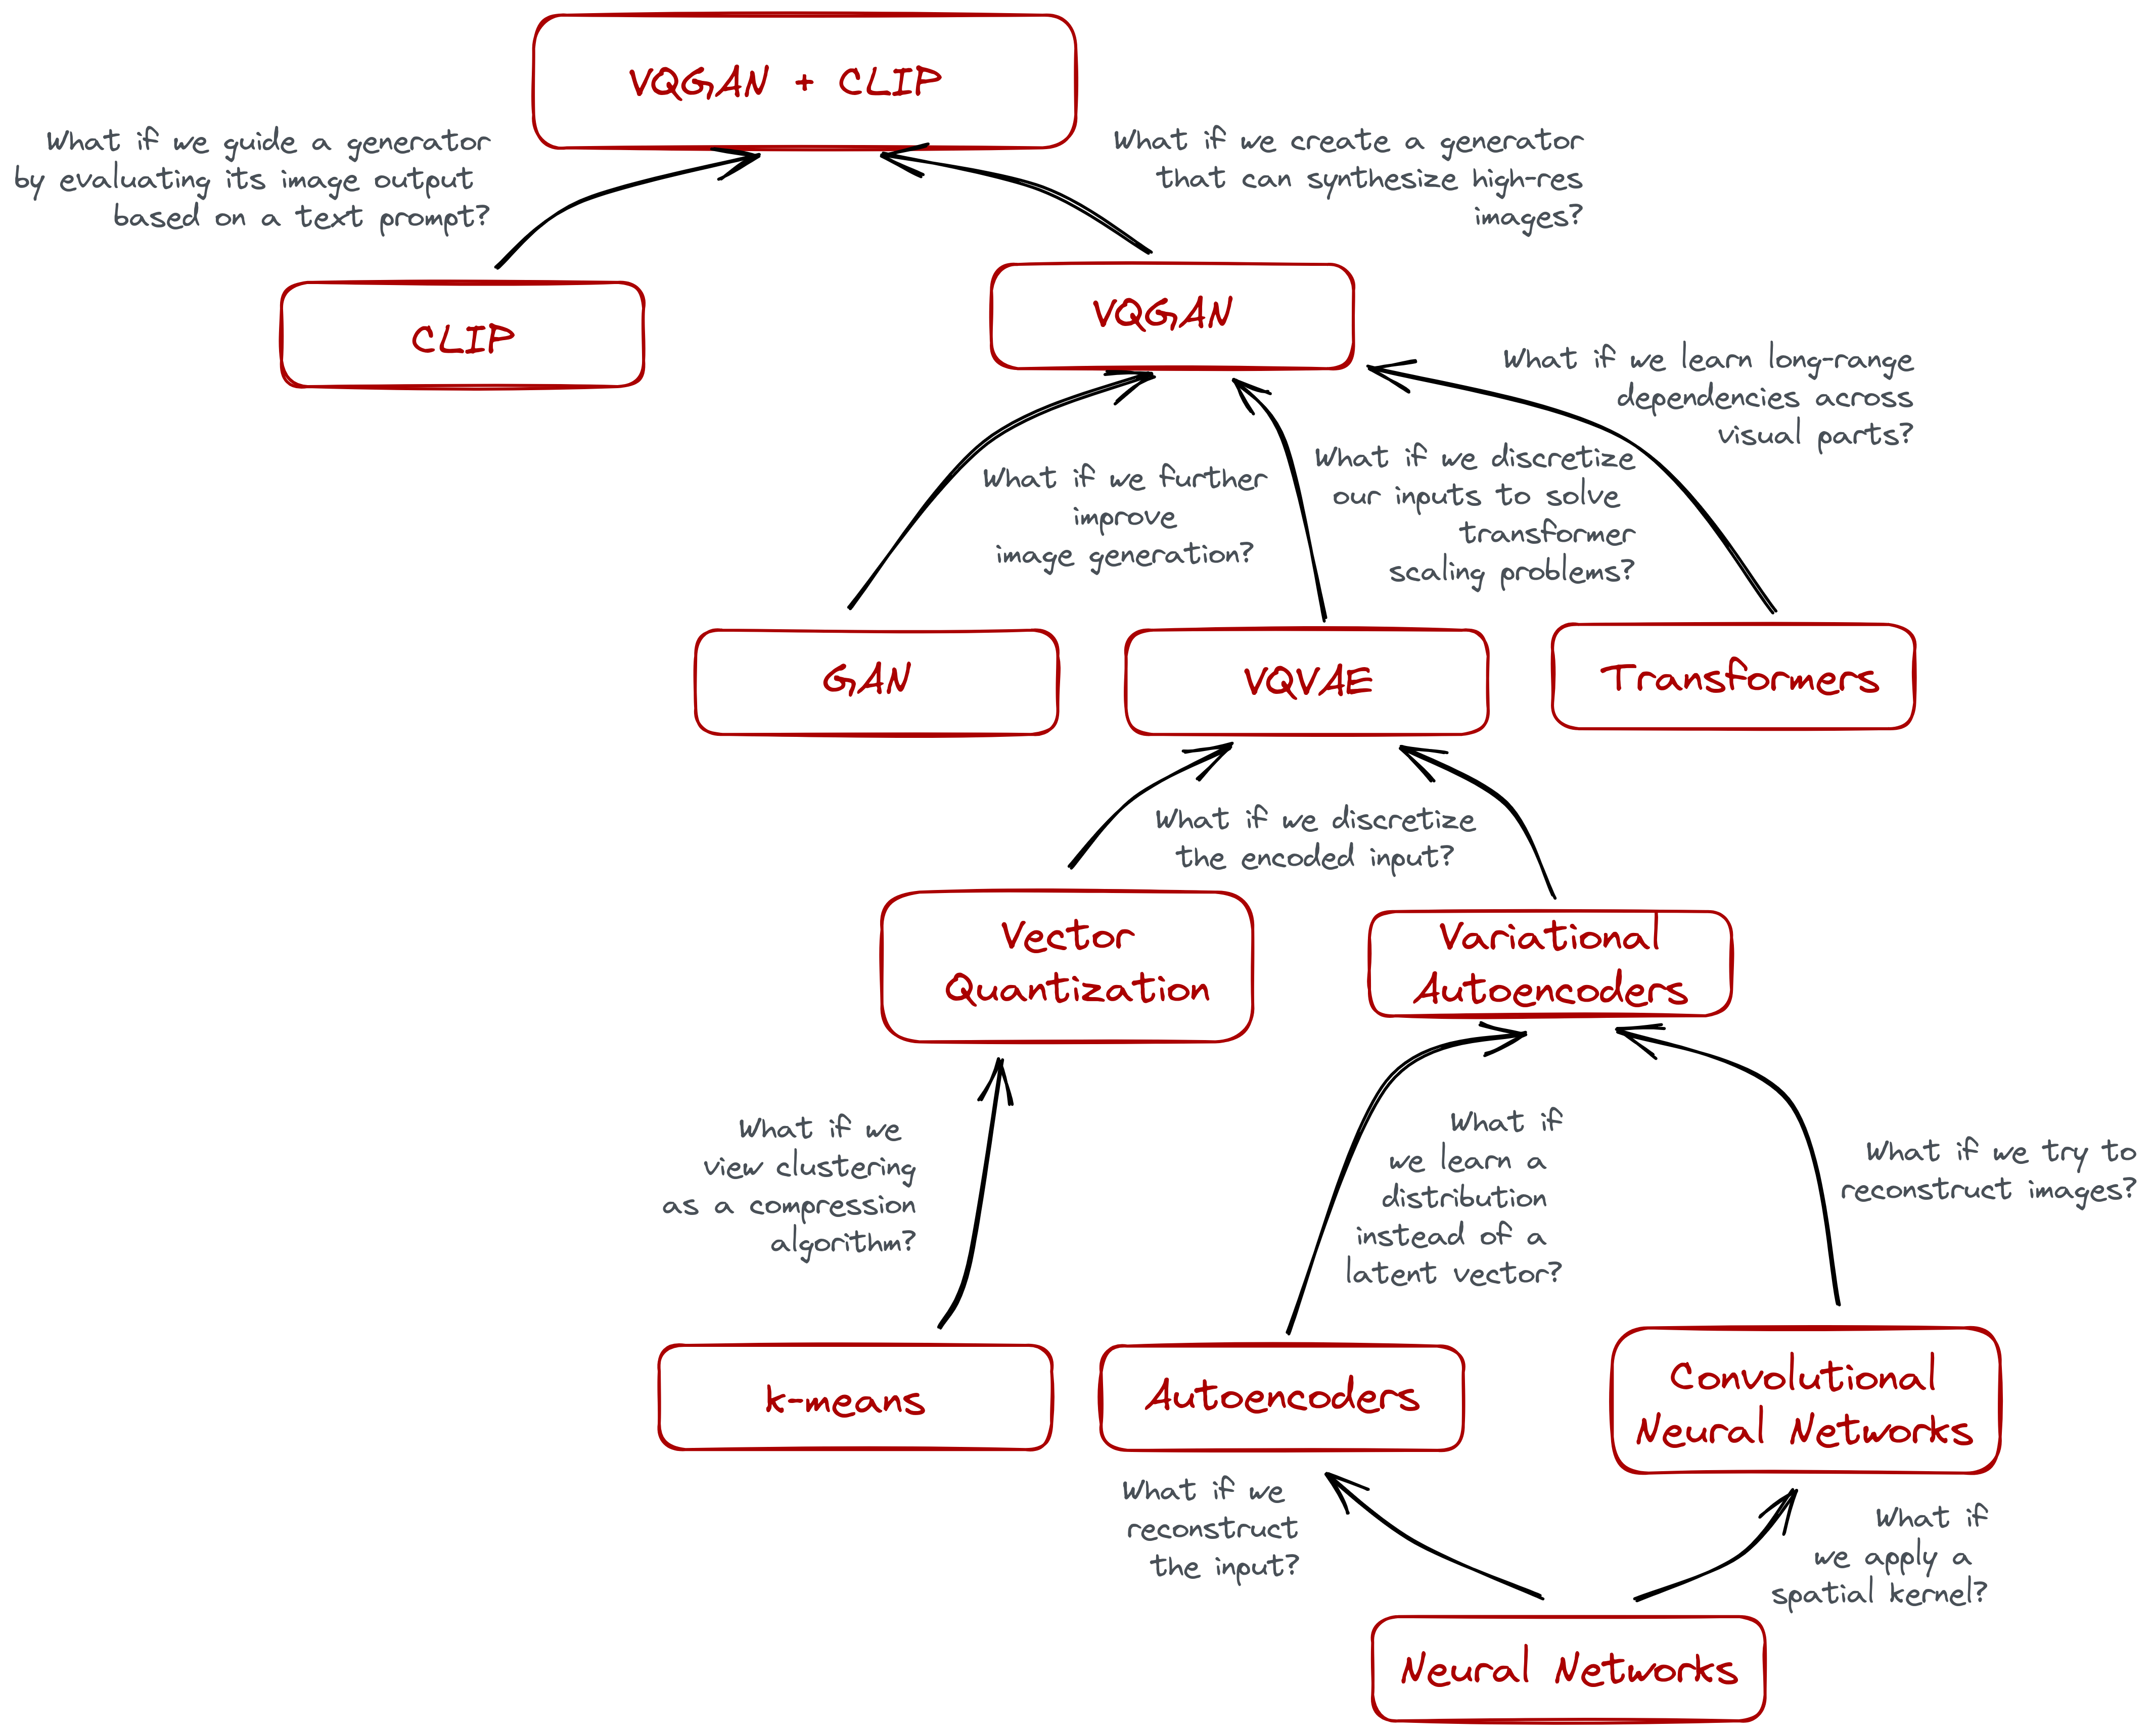 VQGAN + CLIP
What if we guide a generator
by evaluating its image output
based on a text prompt?
What if we create a generator
that can synthesize high-res
images?
CLIP
VQGAN
What if we learn long-range
dependencies across
visual parts?
What if we further
improve
image generation?
What if we discretize
our inputs to solve
transformer
scaling problems?
GAN
VQVAE
Transformers
What if we discretize
the encoded input?
Vector
Quantization
Variational
Autoencoders
What if we
view clustering
as a compression
algorithm?
What if
we learn a
distribution
instead of a
latent vector?
What if we try to
reconstruct images?
k-means
Autoencoders
Convolutional
Neural Networks
What if we
reconstruct
the input?
What if
we apply a
spatial kernel?
Neural Networks